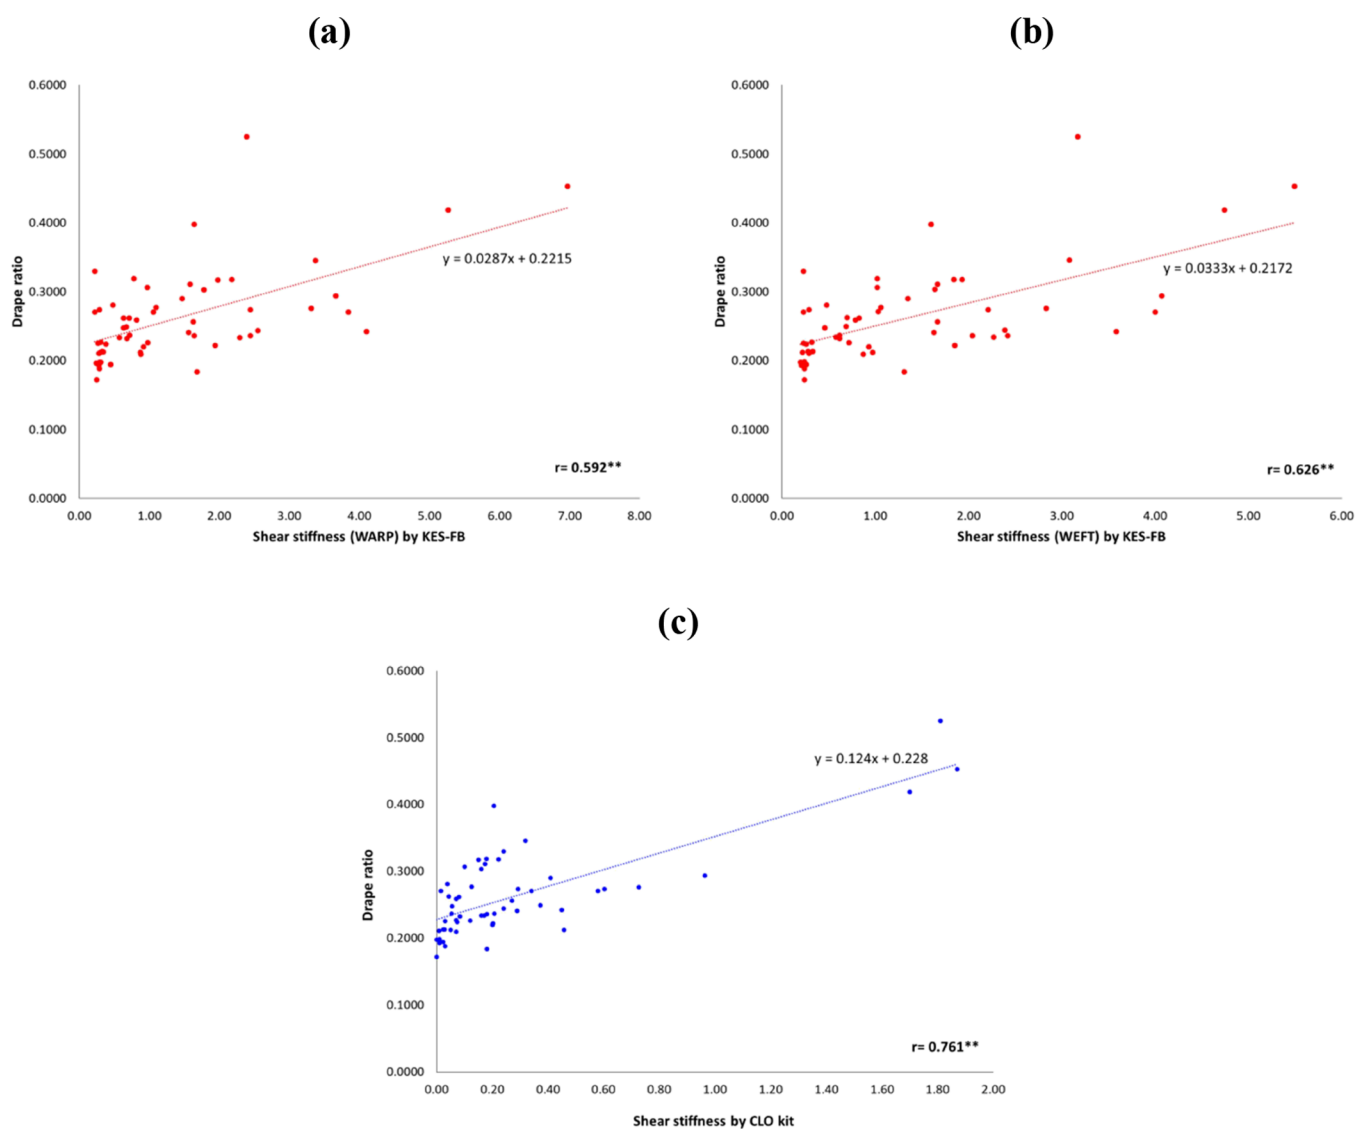 (a)
0.6000
0.5000
0.4000
0.3000
0.2000
0.1000
0.0000
Drape ratio
y = 0.0287x + 0.2215
r= 0.592**
0.00 1.00 2.00 3.00 4.00 5.00 6.00 7.00 8.00
Shear stiffness (WARP) by KES-FB
(b)
0.6000
0.5000
0.4000
0.3000
0.2000
0.1000
0.0000
Drape ratio
y = 0.0333x + 0.2172
r= 0.626**
0.00 1.00 2.00 3.00 4.00 5.00 6.00
Shear stiffness (WEFT) by KES-FB
(c)
0.6000
0.5000
0.4000
0.3000
0.2000
0.1000
0.0000
Drape ratio
y = 0.124x + 0.228
r= 0.761**
0.00 0.20 0.40 0.60 0.80 1.00 1.20 1.40 1.60 1.80 2.00
Shear stiffness by CLO kit